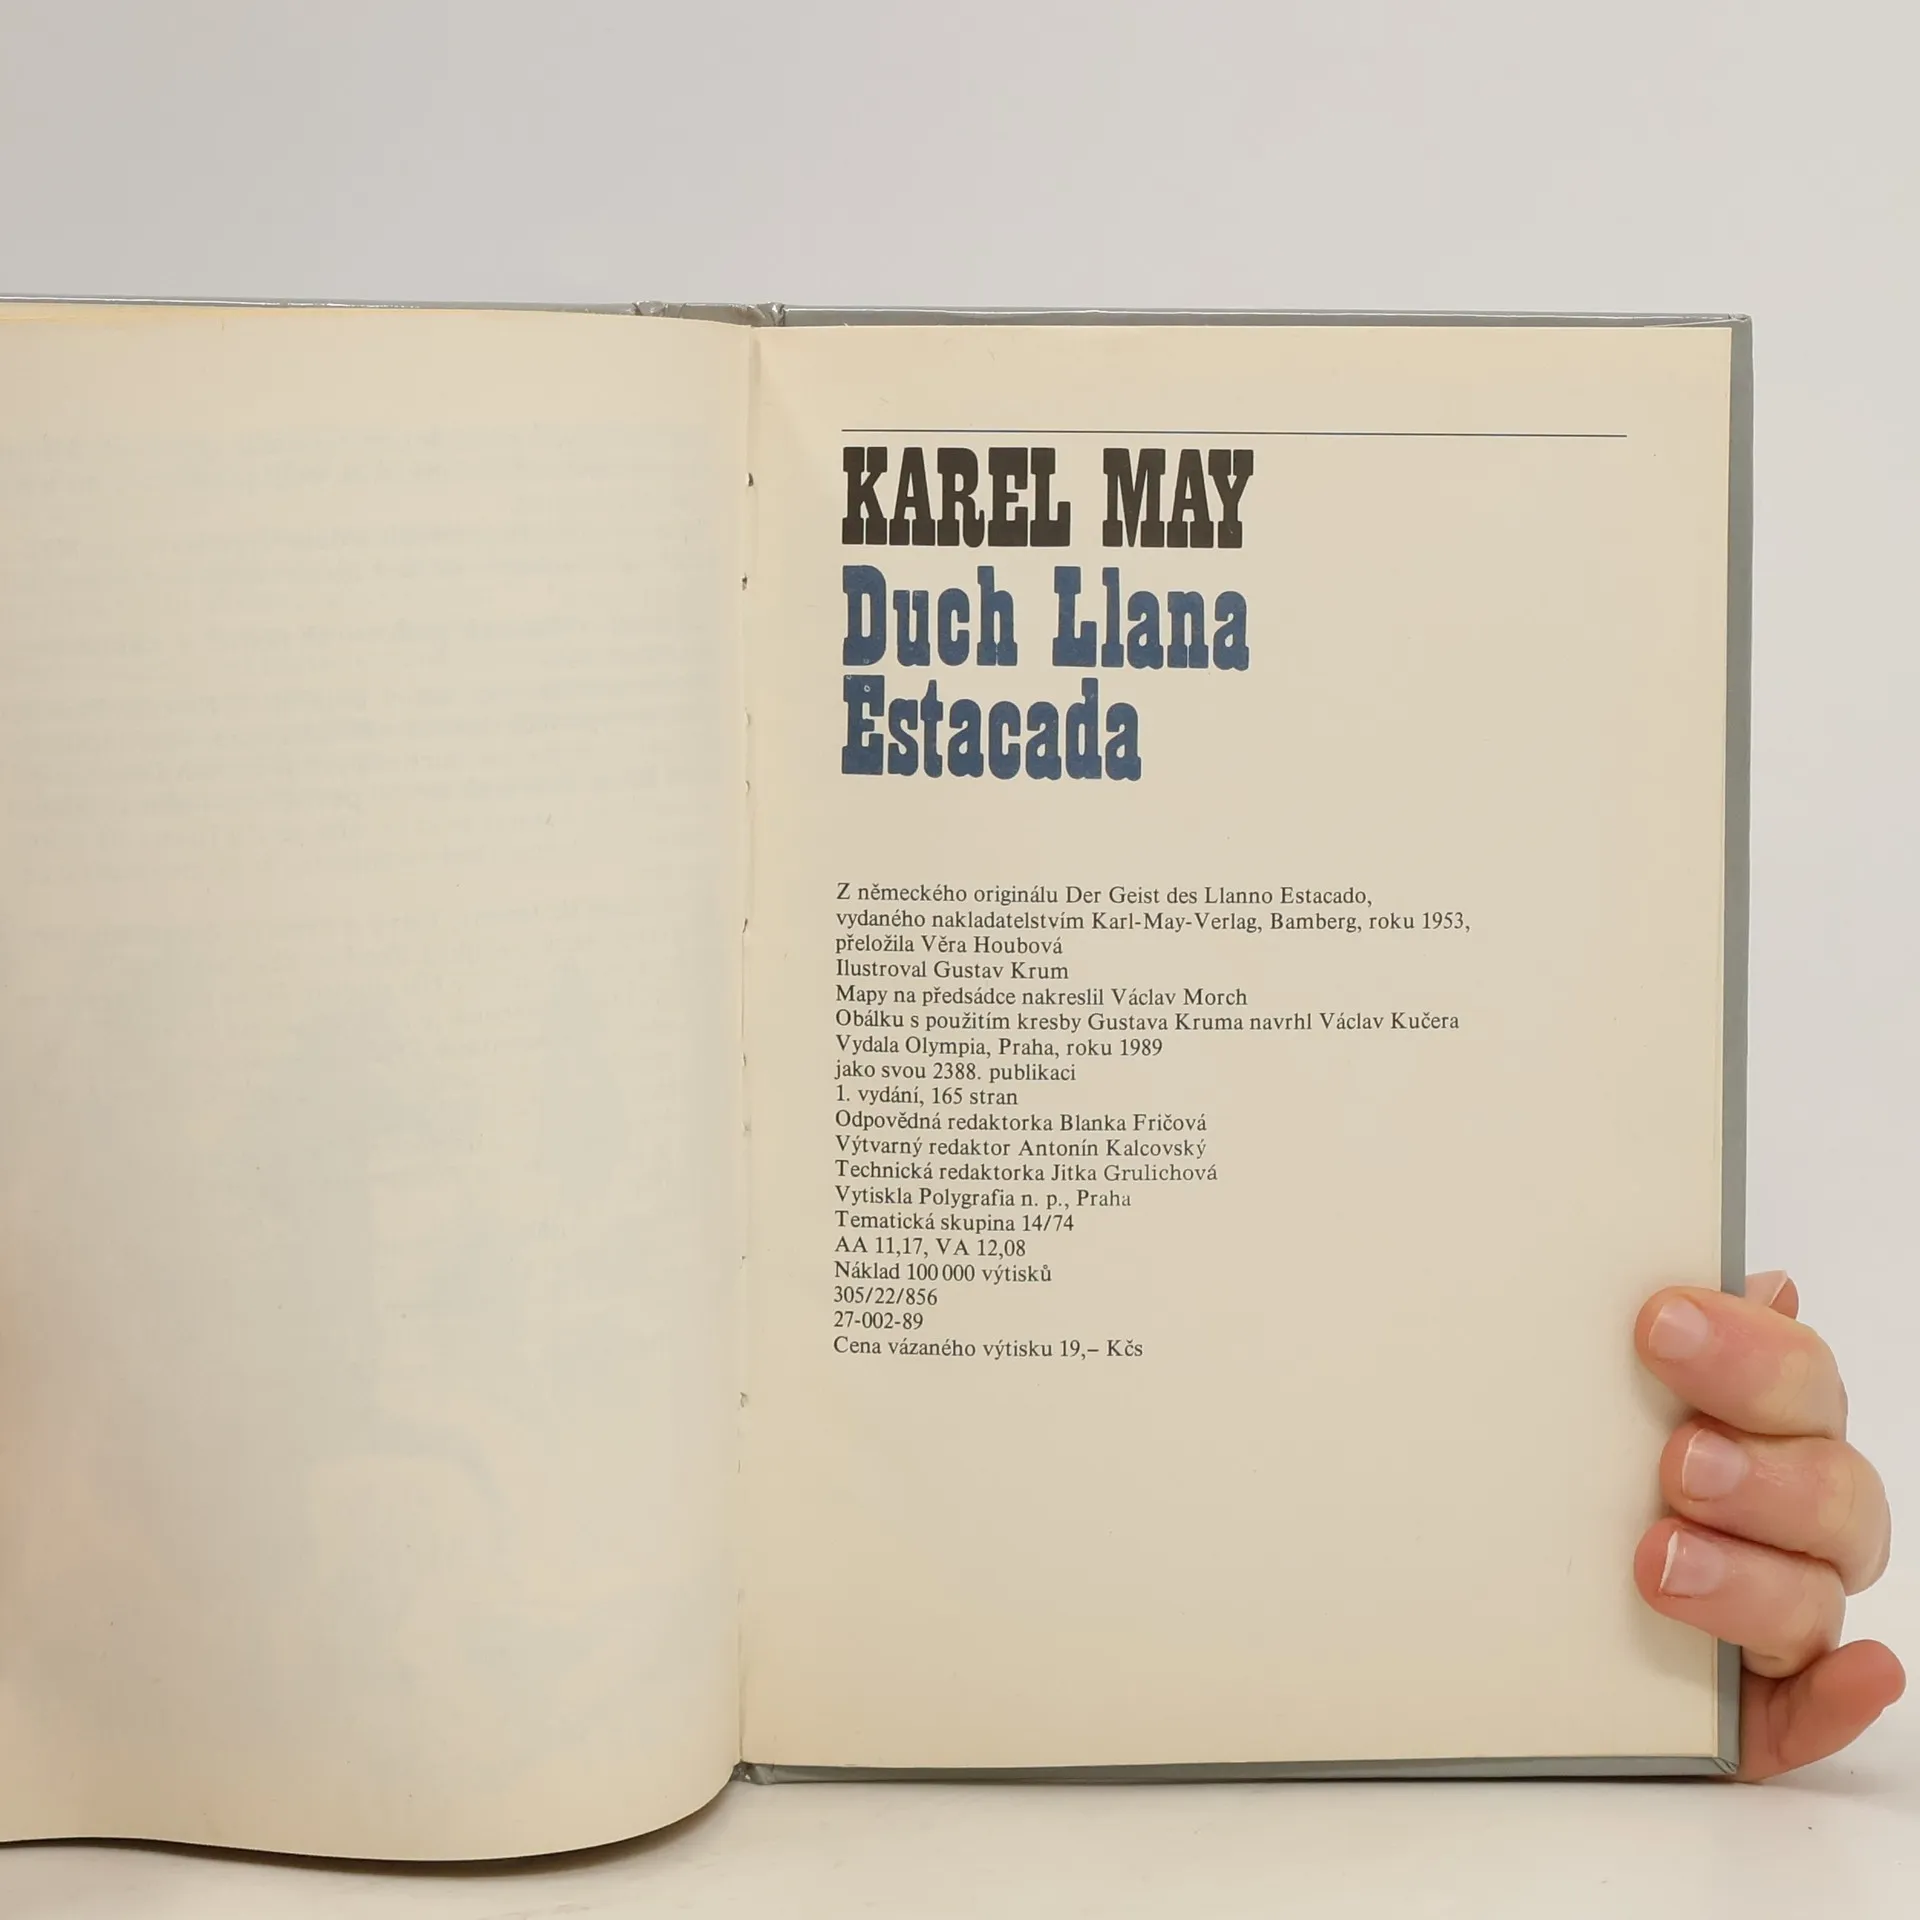 KAREL MAY
Duch Llana
Estacada
Z německého originálu Der Geist des Llanno Estacado,
vydaného nakladatelstvím Karl-May-Verlag, Bamberg, roku 1953,
přeložila Věra Houbová
Ilustroval Gustav Krum
Mapy na předsádce nakreslil Václav Morch
Obálku s použitím kresby Gustava Kruma navrhl Václav Kučera
Vydala Olympia, Praha, roku 1989
jako svou 2388. publikaci
1. vydání, 165 stran
Odpovědná redaktorka Blanka Fričová
Výtvarný redaktor Antonín Kalcovský
Technická redaktorka Jitka Grulichová
Vytiskla Polygrafia n. p., Praha
Tematická skupina 14/74
AA 11,17, VA 12,08
Náklad 100 000 výtisků
305/22/856
27-002-89
Cena vázaného výtisku 19,– Kčs